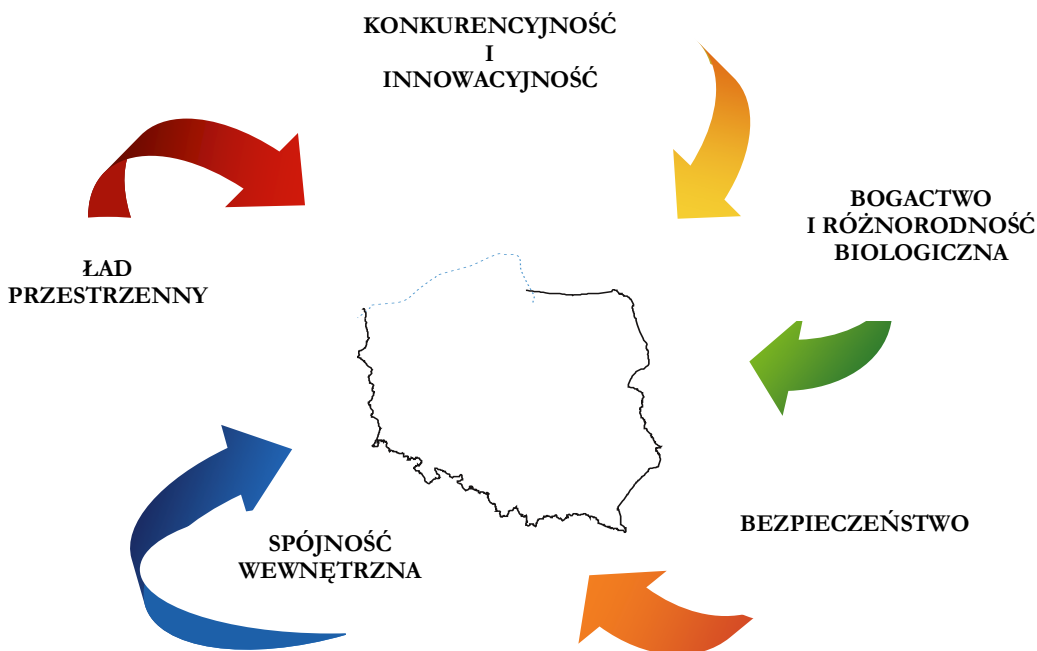 KONKURENCYJNOŚĆ
I
INNOWACYJNOŚĆ
BOGACTWO
I RÓŻNORODNOŚĆ
BIOLOGICZNA
ŁAD
PRZESTRZENNY
BEZPIECZEŃSTWO
SPÓJNOŚĆ
WEWNĘTRZNA